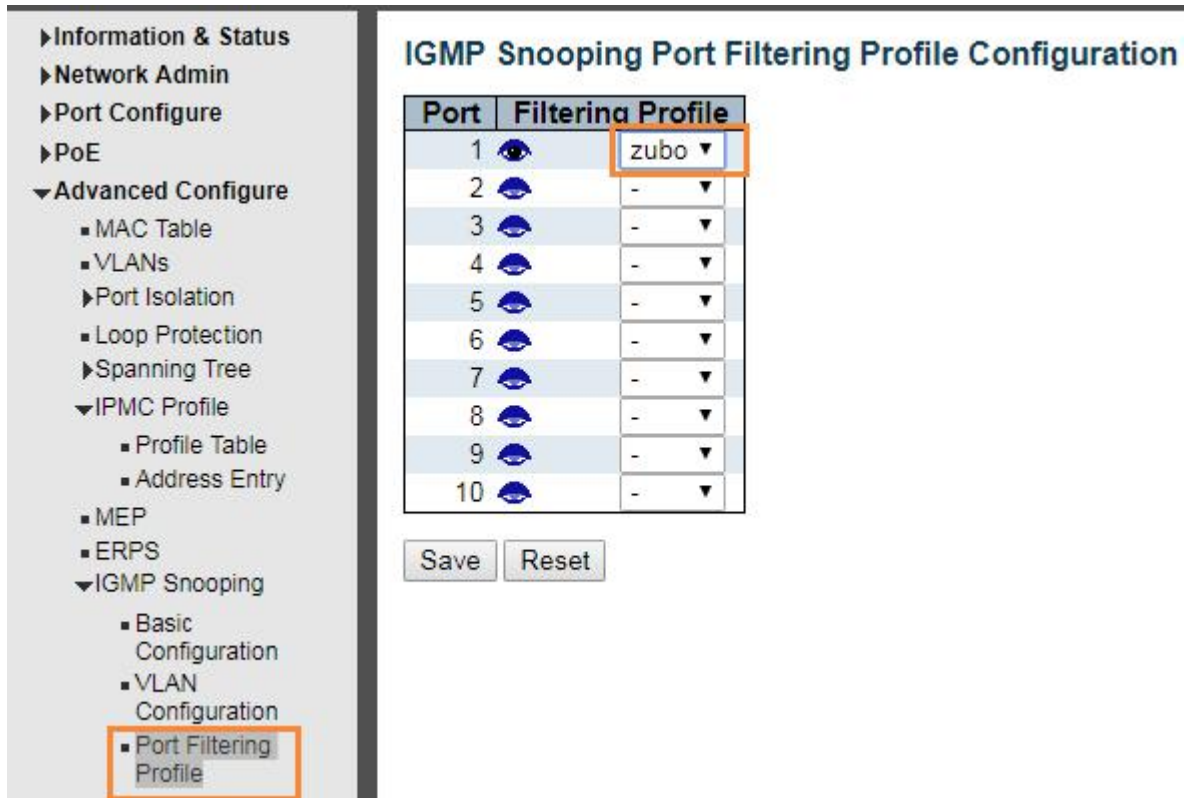 Information & Status
Network Admin
Port Configure
PoE
Advanced Configure
MAC Table
VLANs
Port Isolation
Loop Protection
Spanning Tree
IPMC Profile
Profile Table
Address Entry
MEP
ERPS
IGMP Snooping
Basic
Configuration
VLAN
Configuration
Port Filtering
Profile
IGMP Snooping Port Filtering Profile Configuration
Port Filtering Profile
1 zubo
2 -
3 -
4 -
5 -
6 -
7 -
8 -
9 -
10 -
Save Reset